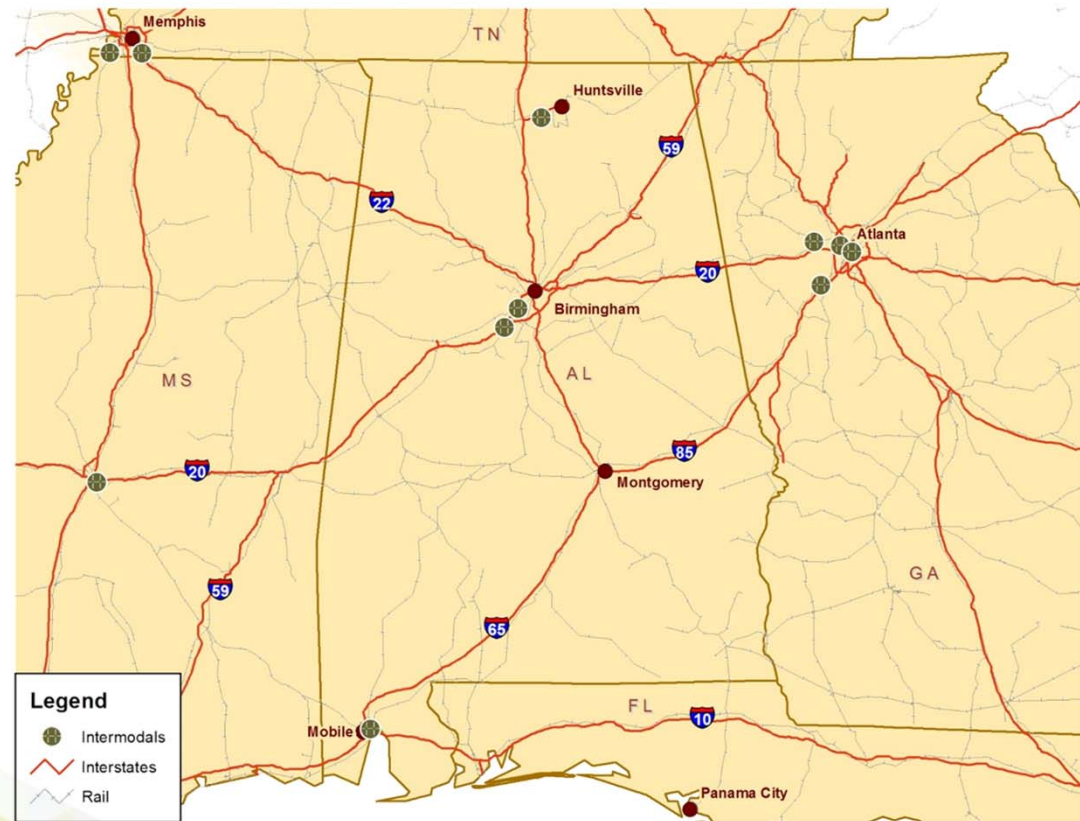 Memphis
TN
Huntsville
59
22
Atlanta
20
Birmingham
MS
AL
85
20
Montgomery
GA
59
65
Legend
FL
10
Mobile
Intermodals
Interstates
Rail
Panama City